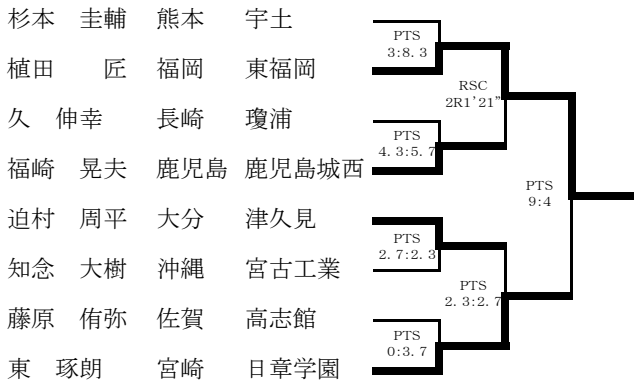 杉本 圭輔 熊本 宇土
植田 匠 福岡 東福岡
久 伸幸 長崎 瓊浦
福崎 晃夫 鹿児島 鹿児島城西
迫村 周平 大分 津久見
知念 大樹 沖縄 宮古工業
藤原 侑弥 佐賀 高志館
東 琢朗 宮崎 日章学園
PTS
3:8.3
PTS
4.3:5.7
PTS
2.7:2.3
PTS
0:3.7
RSC
2R1'21"
PTS
2.3:2.7
PTS
9:4